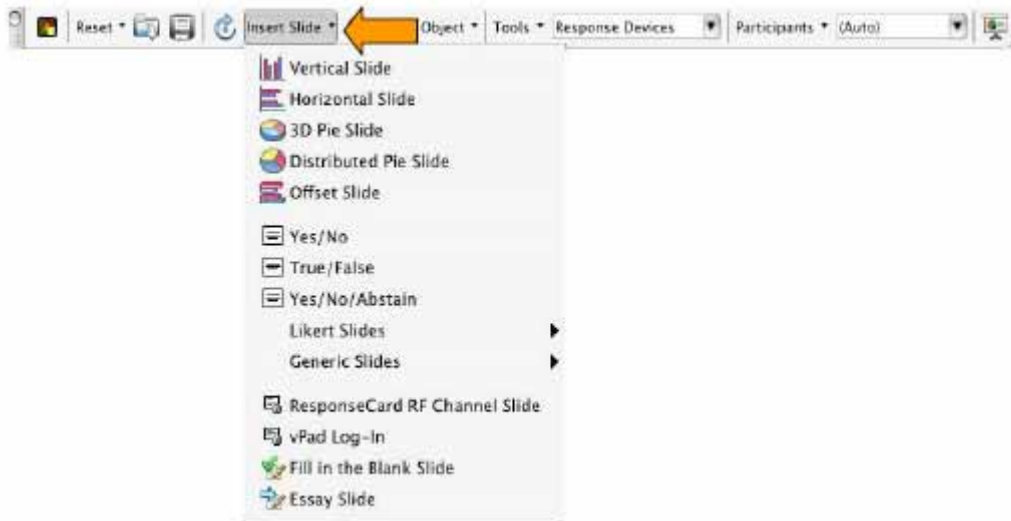 Reset Insert Slide Object Tools Response Devices Participants (Auto)
Vertical Slide
Horizontal Slide
3D Pie Slide
Distributed Pie Slide
Offset Slide
Yes/No
True/False
Yes/No/Abstain
Likert Slides
Generic Slides
ResponseCard RF Channel Slide
vPad Log-In
Fill in the Blank Slide
Essay Slide